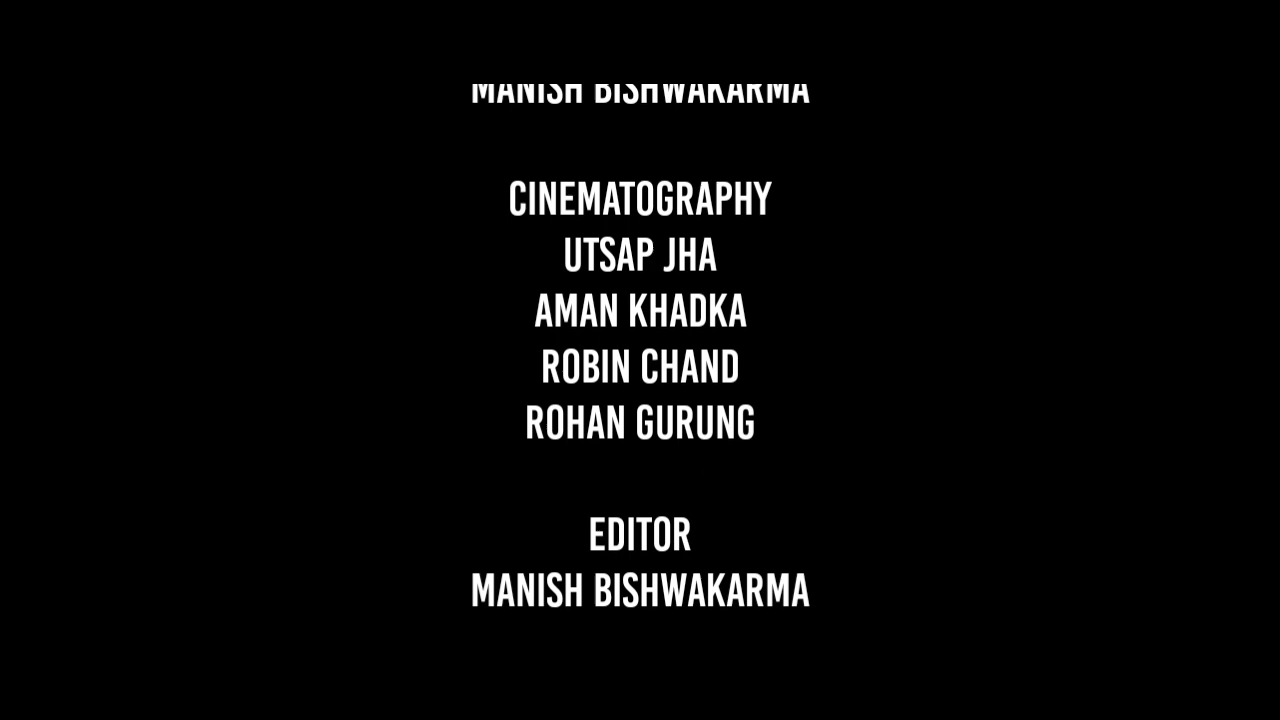 MANISH BISHWAKARMA
CINEMATOGRAPHY
UTSAP JHA
AMAN KHADKA
ROBIN CHAND
ROHAN GURUNG
EDITOR
MANISH BISHWAKARMA